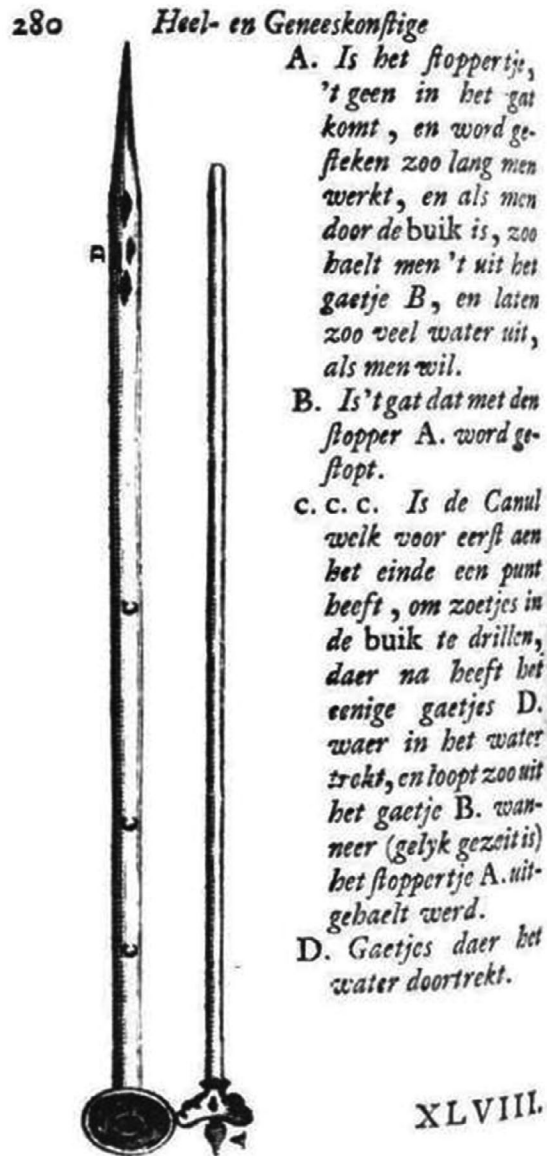 280 Heel- en Geneeskonſtige
A. Is het ſtoppertje,
't geen in het gat
komt, en word ge-
ſteken zoo lang men
werkt, en als men
door de buik is, zoo
haelt men 't uit het
gaetje B, en laten
zoo veel water uit,
als men wil.
B. Is 't gat dat met den
ſtopper A. word ge-
ſtopt.
C. C. C. Is de Canul
welk voor eerſt aen
het einde een punt
heeft, om zoetjes in
de buik te drillen,
daer na heeft het
eenige gaetjes D.
waer in het water
trekt, en loopt zoo uit
het gaetje B. wan-
neer (gelyk gezeit is)
het ſtoppertje A. uit-
gehaelt werd.
D. Gaetjes daer het
water doortrekt.
XLVIII.
D
C
C
C
A